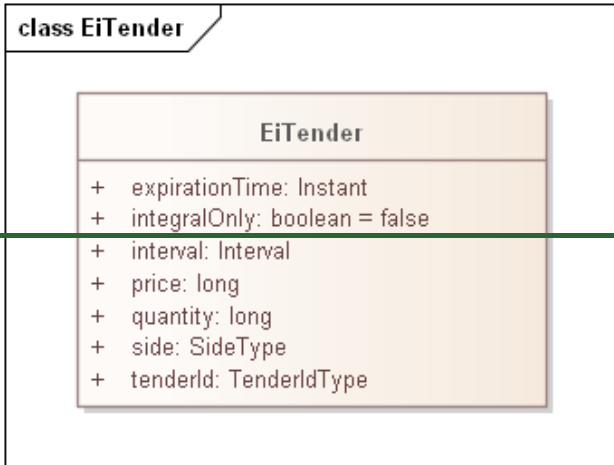 class EiTender
EiTender
+ expirationTime: Instant
+ integralOnly: boolean = false
+ interval: Interval
+ price: long
+ quantity: long
+ side: SideType
+ tenderId: TenderIdType